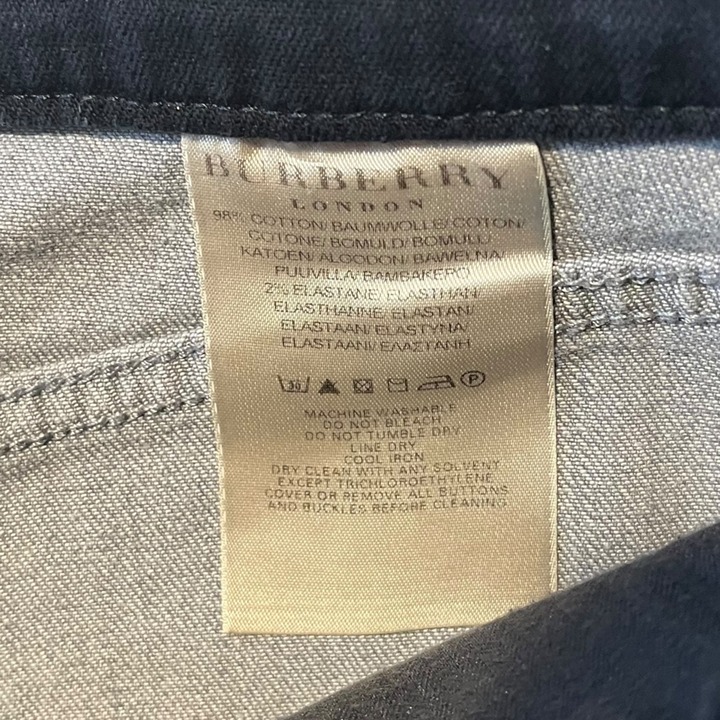 BURBERRY
LONDON
98% COTTON/ BAUMWOLLE/ COTON/
COTONE/ BOMULD/ BOMULL/
KATOEN/ ALGODON/ BAWELNA/
PUUVILLA/ BAMBAKERO
2% ELASTANE/ ELASTHAN/
ELASTHANNE/ ELASTAN/
ELASTAAN/ ELASTYNA/
ELASTAANI/ ΕΛΑΣΤΑΝΗ
30 P
MACHINE WASHABLE
DO NOT BLEACH
DO NOT TUMBLE DRY
LINE DRY
COOL IRON
DRY CLEAN WITH ANY SOLVENT
EXCEPT TRICHLOROETHYLENE
COVER OR REMOVE ALL BUTTONS
AND BUCKLES BEFORE CLEANING